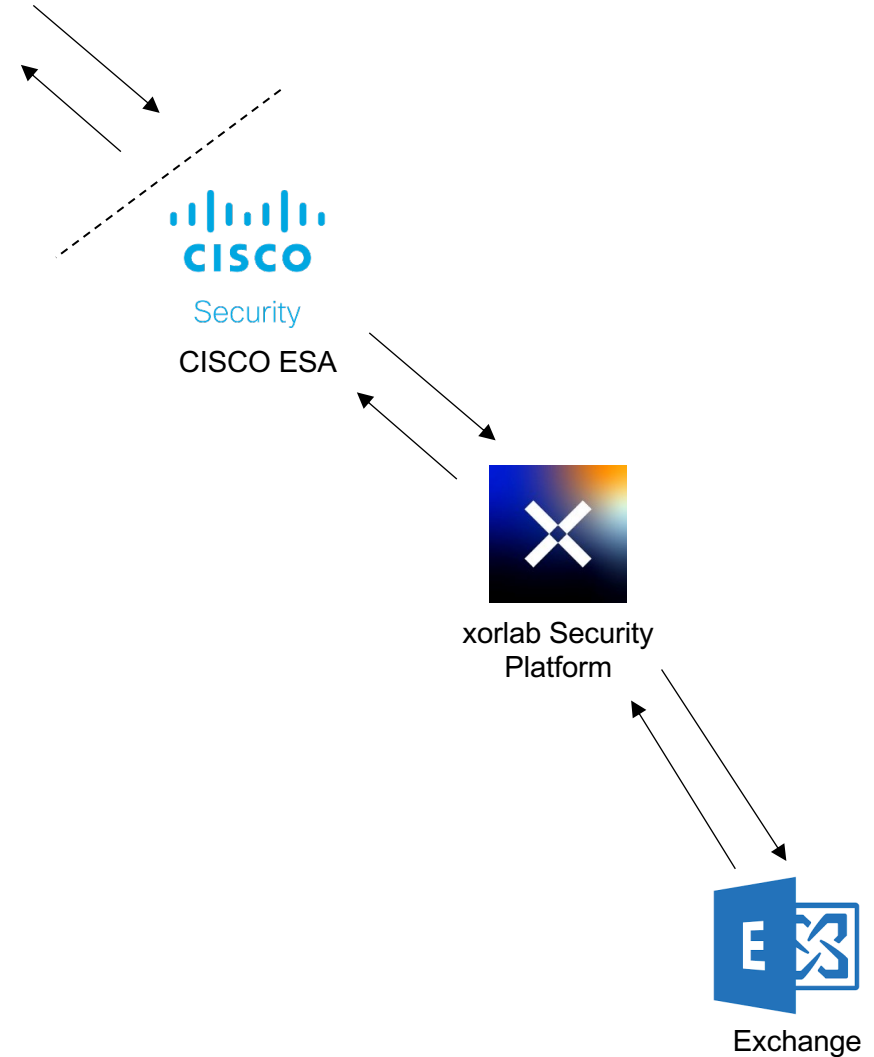 CISCO
Security
CISCO ESA
xorlab Security
Platform
E
Exchange